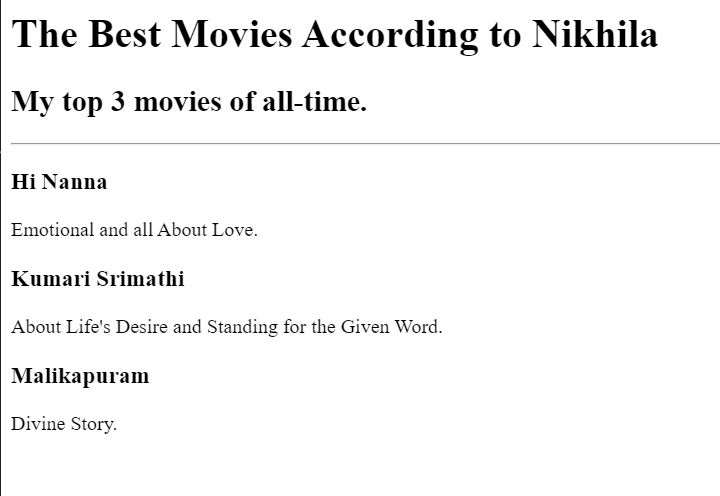 The Best Movies According to Nikhila
My top 3 movies of all-time.
Hi Nanna
Emotional and all About Love.
Kumari Srimathi
About Life's Desire and Standing for the Given Word.
Malikapuram
Divine Story.